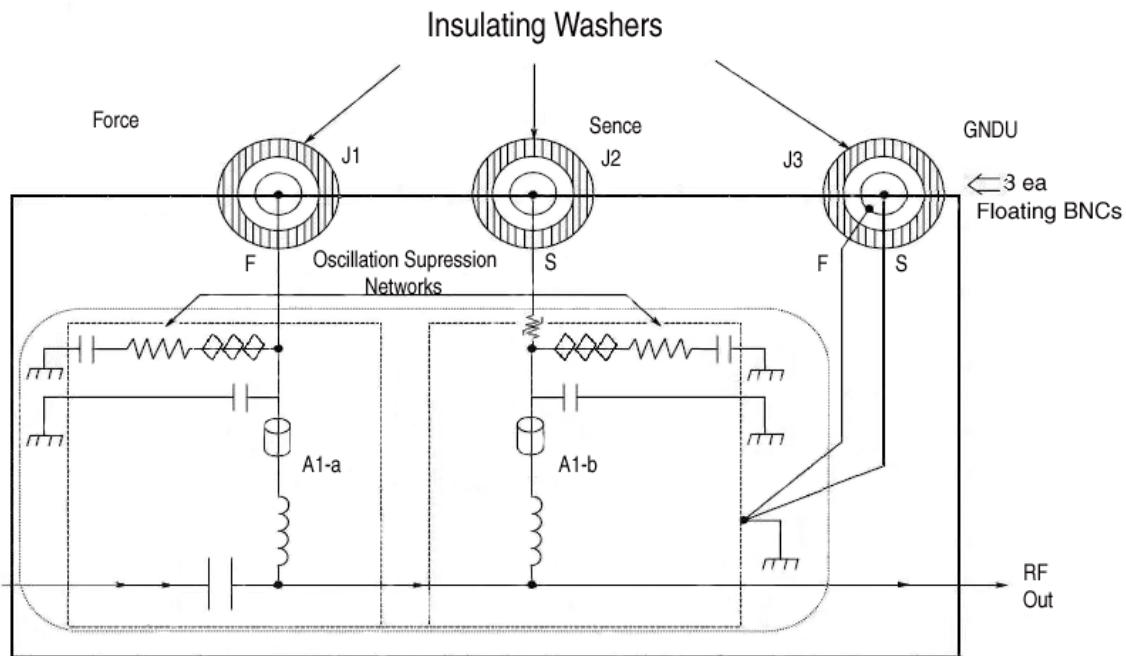 Insulating Washers
Force
Sence
GNDU
J1
J2
J3
3 ea
Floating BNCs
F
Oscillation Supression
Networks
S
F
S
A1-a
A1-b
RF
Out